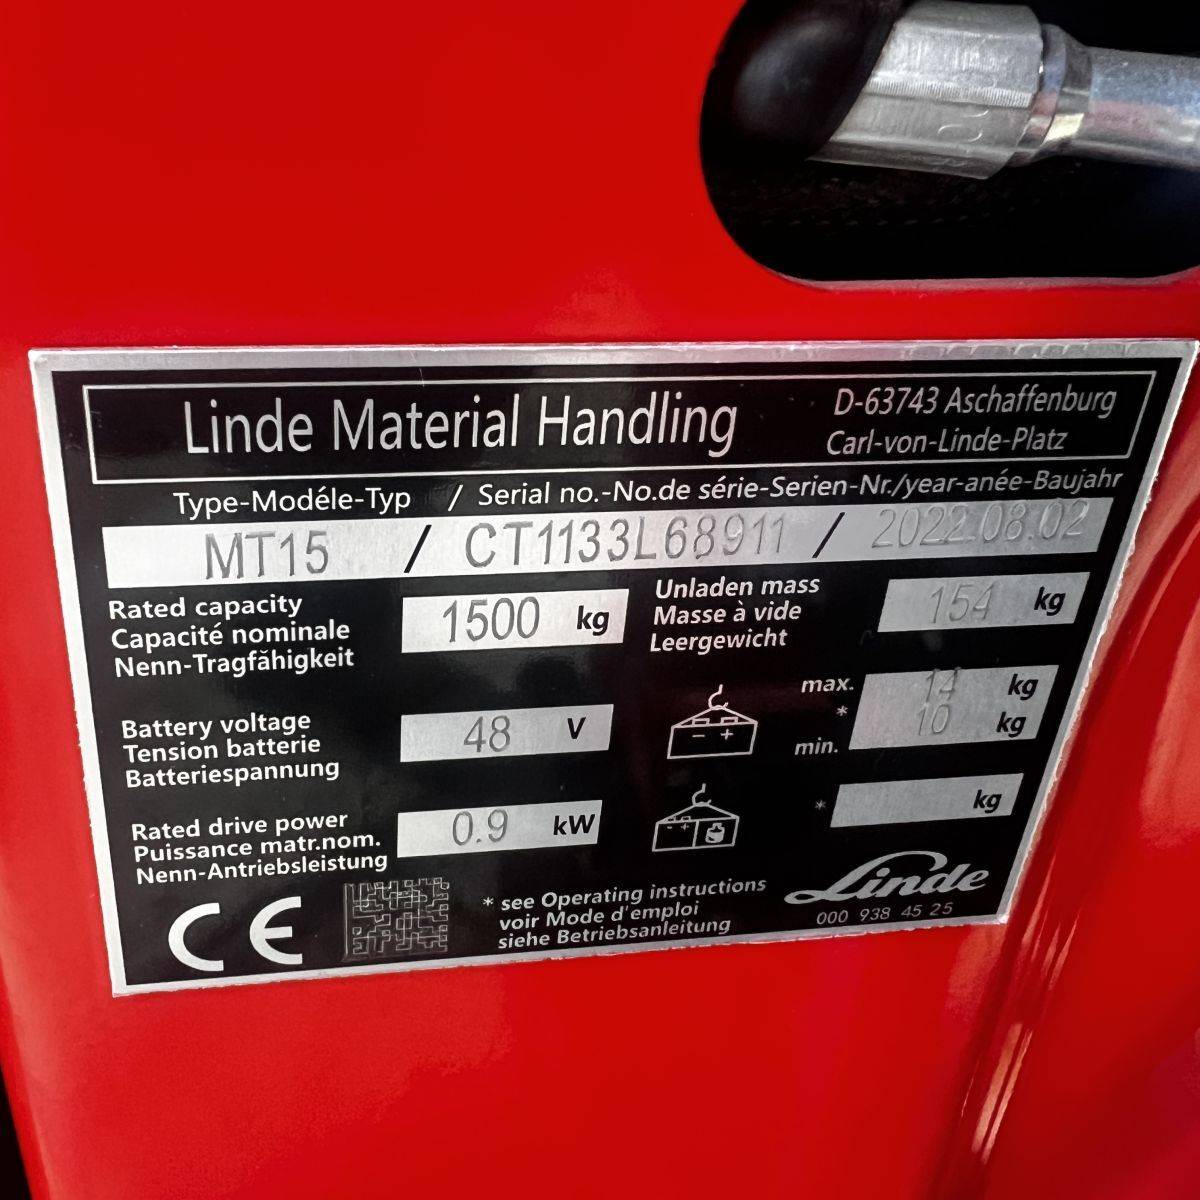 Linde Material Handling
D-63743 Aschaffenburg
Carl-von-Linde-Platz
Type-Modéle-Typ / Serial no.-No.de série-Serien-Nr./year-anée-Baujahr
MT15 / CT1133L68911 / 2022.08.02
Rated capacity
Capacité nominale
Nenn-Tragfăhigkeit
1500 kg
Unladen mass
Masse à vide
Leergewicht
154 kg
Battery voltage
Tension batterie
Batteriespannung
48 V
- +
max. 14 kg
* 10 kg
min.
Rated drive power
Puissance matr.nom.
Nenn-Antriebsleistung
0.9 kW
- +
* kg
CE
* see Operating instructions
voir Mode d'emploi
siehe Betriebsanleitung
Linde
000 938 45 25